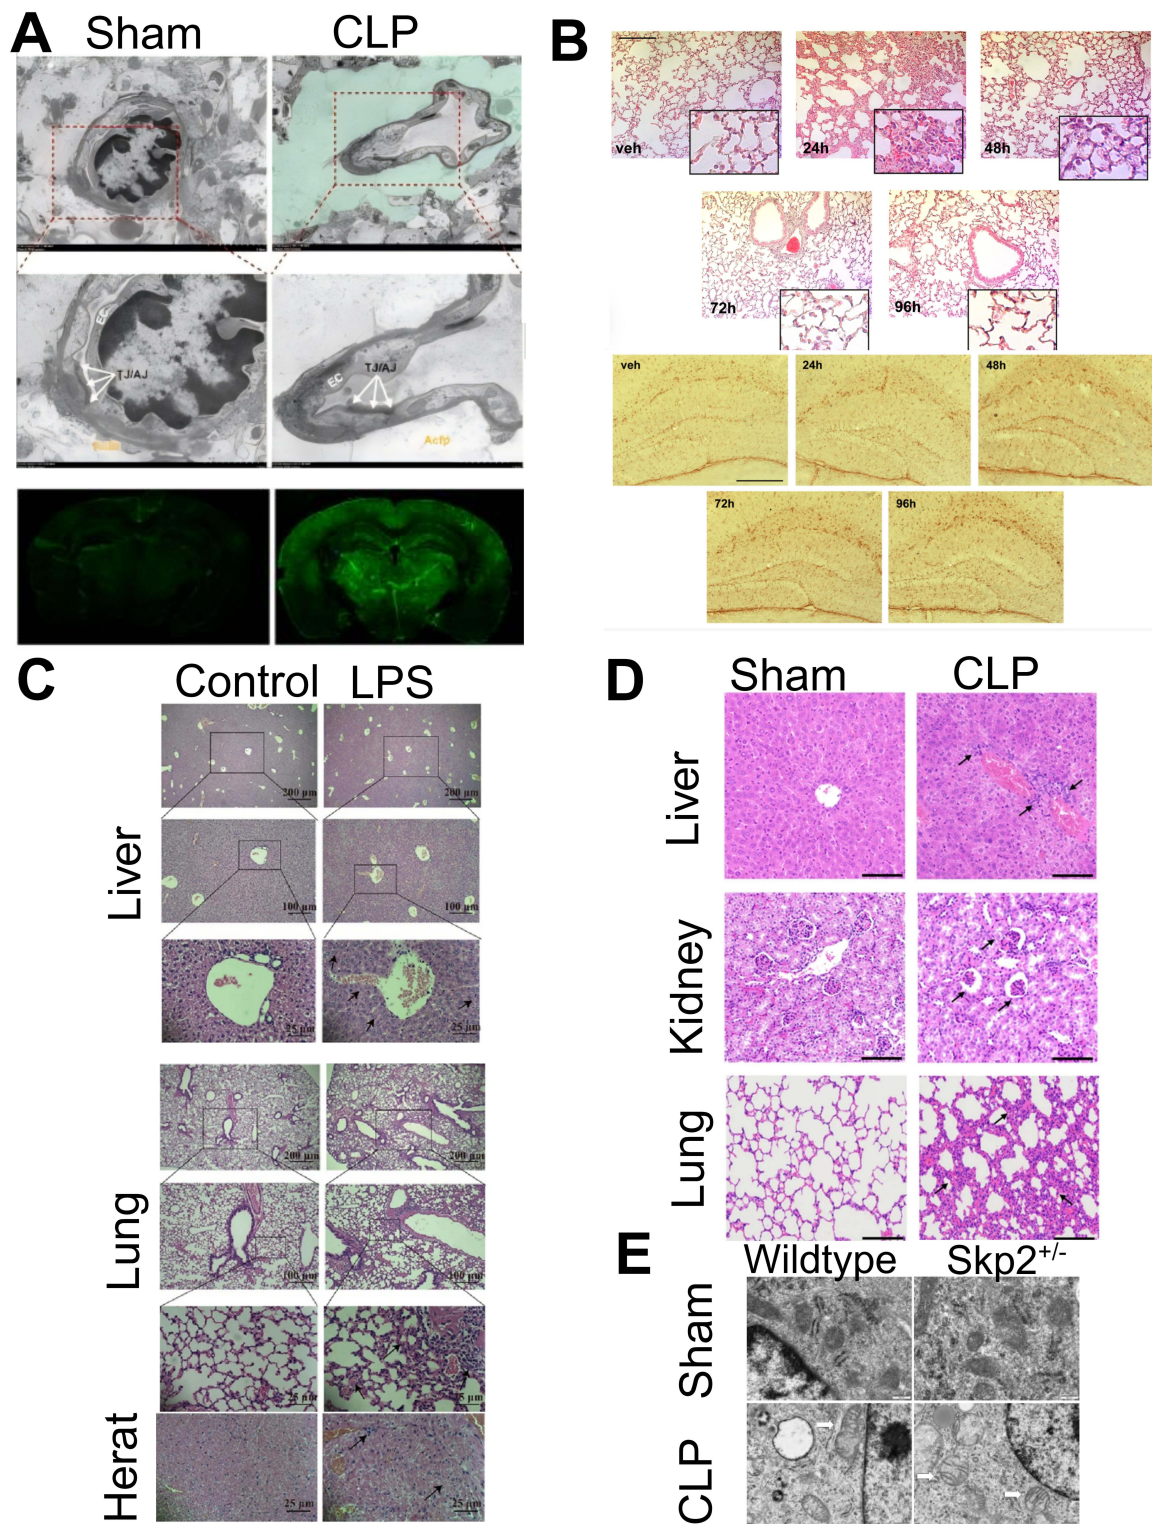 A
Sham
CLP
EC
TJ/AJ
EC
TJ/AJ
Acfp
B
veh
24h
48h
72h
96h
veh
24h
48h
72h
96h
C
Control
LPS
Liver
200 µm
200 µm
100 µm
100 µm
25 µm
25 µm
Lung
200 µm
200 µm
100 µm
100 µm
25 µm
25 µm
Herat
25 µm
25 µm
D
Sham
CLP
Liver
Kidney
Lung
E
Wildtype
Skp2+/-
Sham
CLP